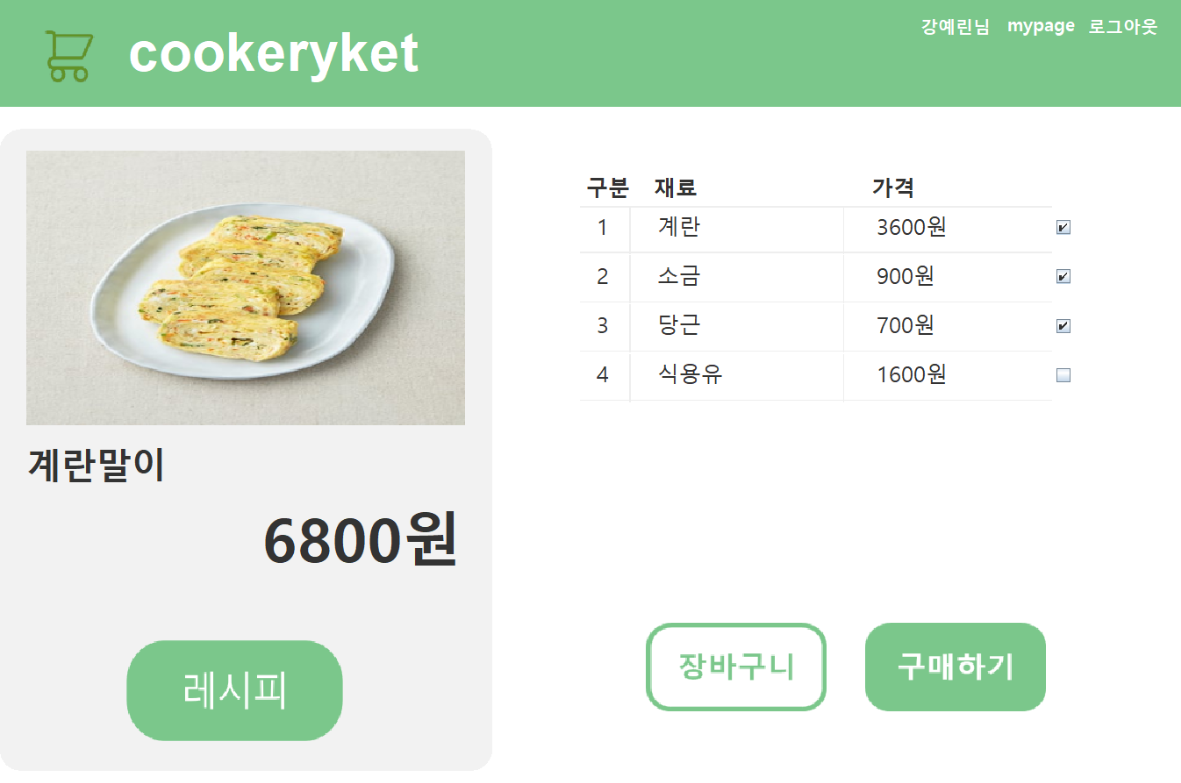 cookeryket
강예린님 mypage 로그아웃
계란말이
6800원
레시피
구분 재료 가격
1 계란 3600원
2 소금 900원
3 당근 700원
4 식용유 1600원
장바구니 구매하기